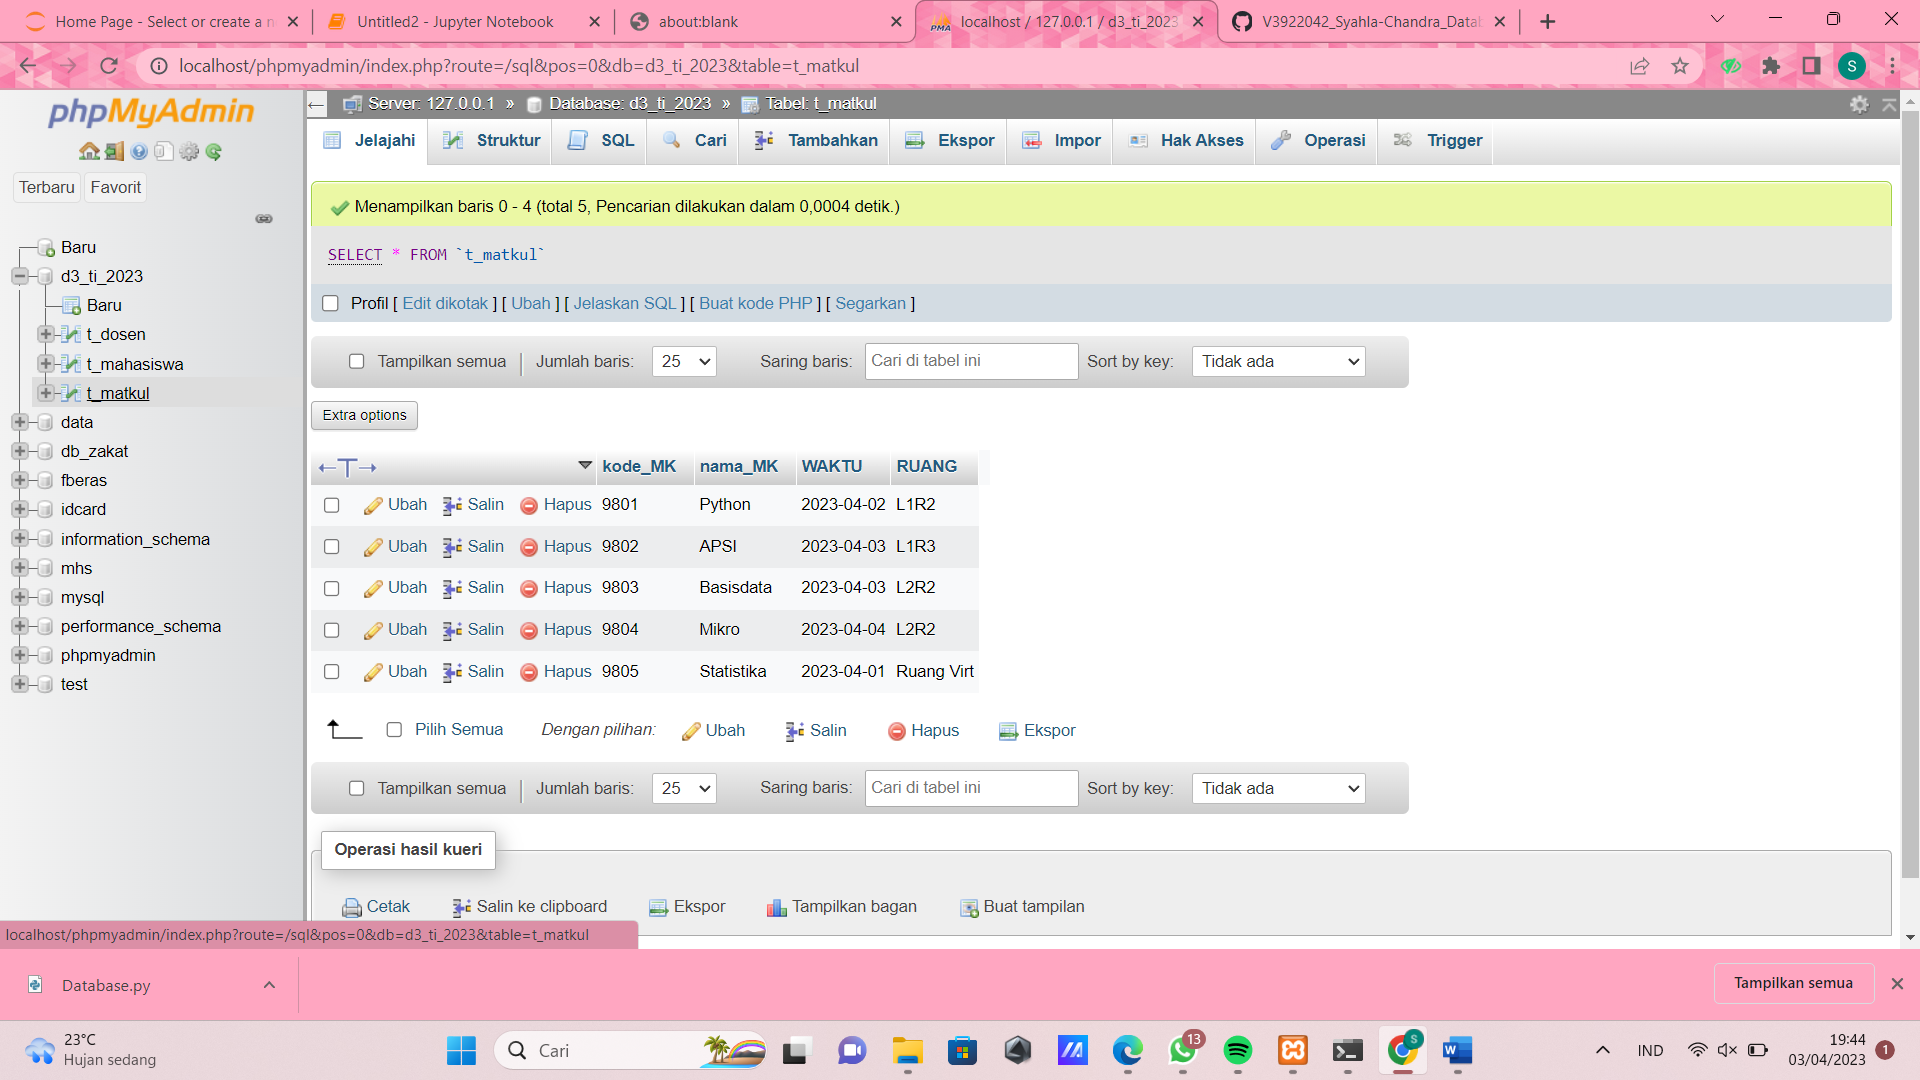 Home Page - Select or create a n
Untitled2 - Jupyter Notebook
about:blank
localhost / 127.0.0.1 / d3_ti_2023
V3922042_Syahla-Chandra_Datab
localhost/phpmyadmin/index.php?route=/sql&pos=0&db=d3_ti_2023&table=t_matkul
S
phpMyAdmin
Terbaru Favorit
Baru
d3_ti_2023
Baru
t_dosen
t_mahasiswa
t_matkul
data
db_zakat
fberas
idcard
information_schema
mhs
mysql
performance_schema
phpmyadmin
test
Server: 127.0.0.1 » Database: d3_ti_2023 » Tabel: t_matkul
Jelajahi Struktur SQL Cari Tambahkan Ekspor Impor Hak Akses Operasi Trigger
Menampilkan baris 0 - 4 (total 5, Pencarian dilakukan dalam 0,0004 detik.)
SELECT * FROM `t_matkul`
Profil [ Edit dikotak ] [ Ubah ] [ Jelaskan SQL ] [ Buat kode PHP ] [ Segarkan ]
Tampilkan semua Jumlah baris: 25 Saring baris: Cari di tabel ini Sort by key: Tidak ada
Extra options
kode_MK nama_MK WAKTU RUANG
Ubah Salin Hapus 9801 Python 2023-04-02 L1R2
Ubah Salin Hapus 9802 APSI 2023-04-03 L1R3
Ubah Salin Hapus 9803 Basisdata 2023-04-03 L2R2
Ubah Salin Hapus 9804 Mikro 2023-04-04 L2R2
Ubah Salin Hapus 9805 Statistika 2023-04-01 Ruang Virt
Pilih Semua Dengan pilihan: Ubah Salin Hapus Ekspor
Tampilkan semua Jumlah baris: 25 Saring baris: Cari di tabel ini Sort by key: Tidak ada
Operasi hasil kueri
Cetak Salin ke clipboard Ekspor Tampilkan bagan Buat tampilan
localhost/phpmyadmin/index.php?route=/sql&pos=0&db=d3_ti_2023&table=t_matkul
Database.py
Tampilkan semua
23°C
Hujan sedang
Cari
13
S
IND
19:44
03/04/2023
1